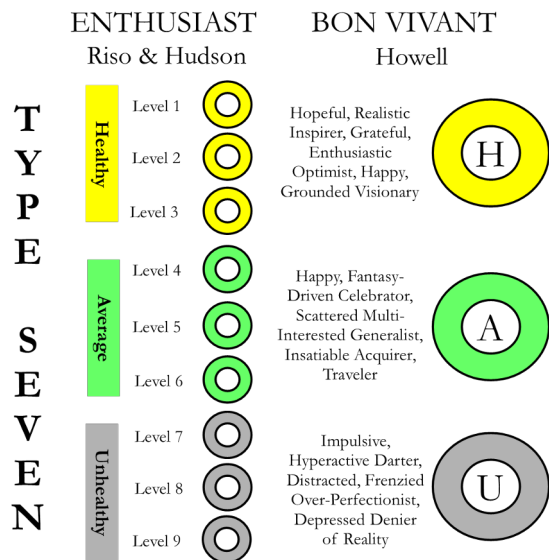 TYPE SEVEN
ENTHUSIAST
Riso & Hudson
BON VIVANT
Howell
Healthy
Level 1
Level 2
Level 3
Hopeful, Realistic
Inspirer, Grateful,
Enthusiastic
Optimist, Happy,
Grounded Visionary
H
Average
Level 4
Level 5
Level 6
Happy, Fantasy-
Driven Celebrator,
Scattered Multi-
Interested Generalist,
Insatiable Acquirer,
Traveler
A
Unhealthy
Level 7
Level 8
Level 9
Impulsive,
Hyperactive Darter,
Distracted, Frenzied
Over-Perfectionist,
Depressed Denier
of Reality
U